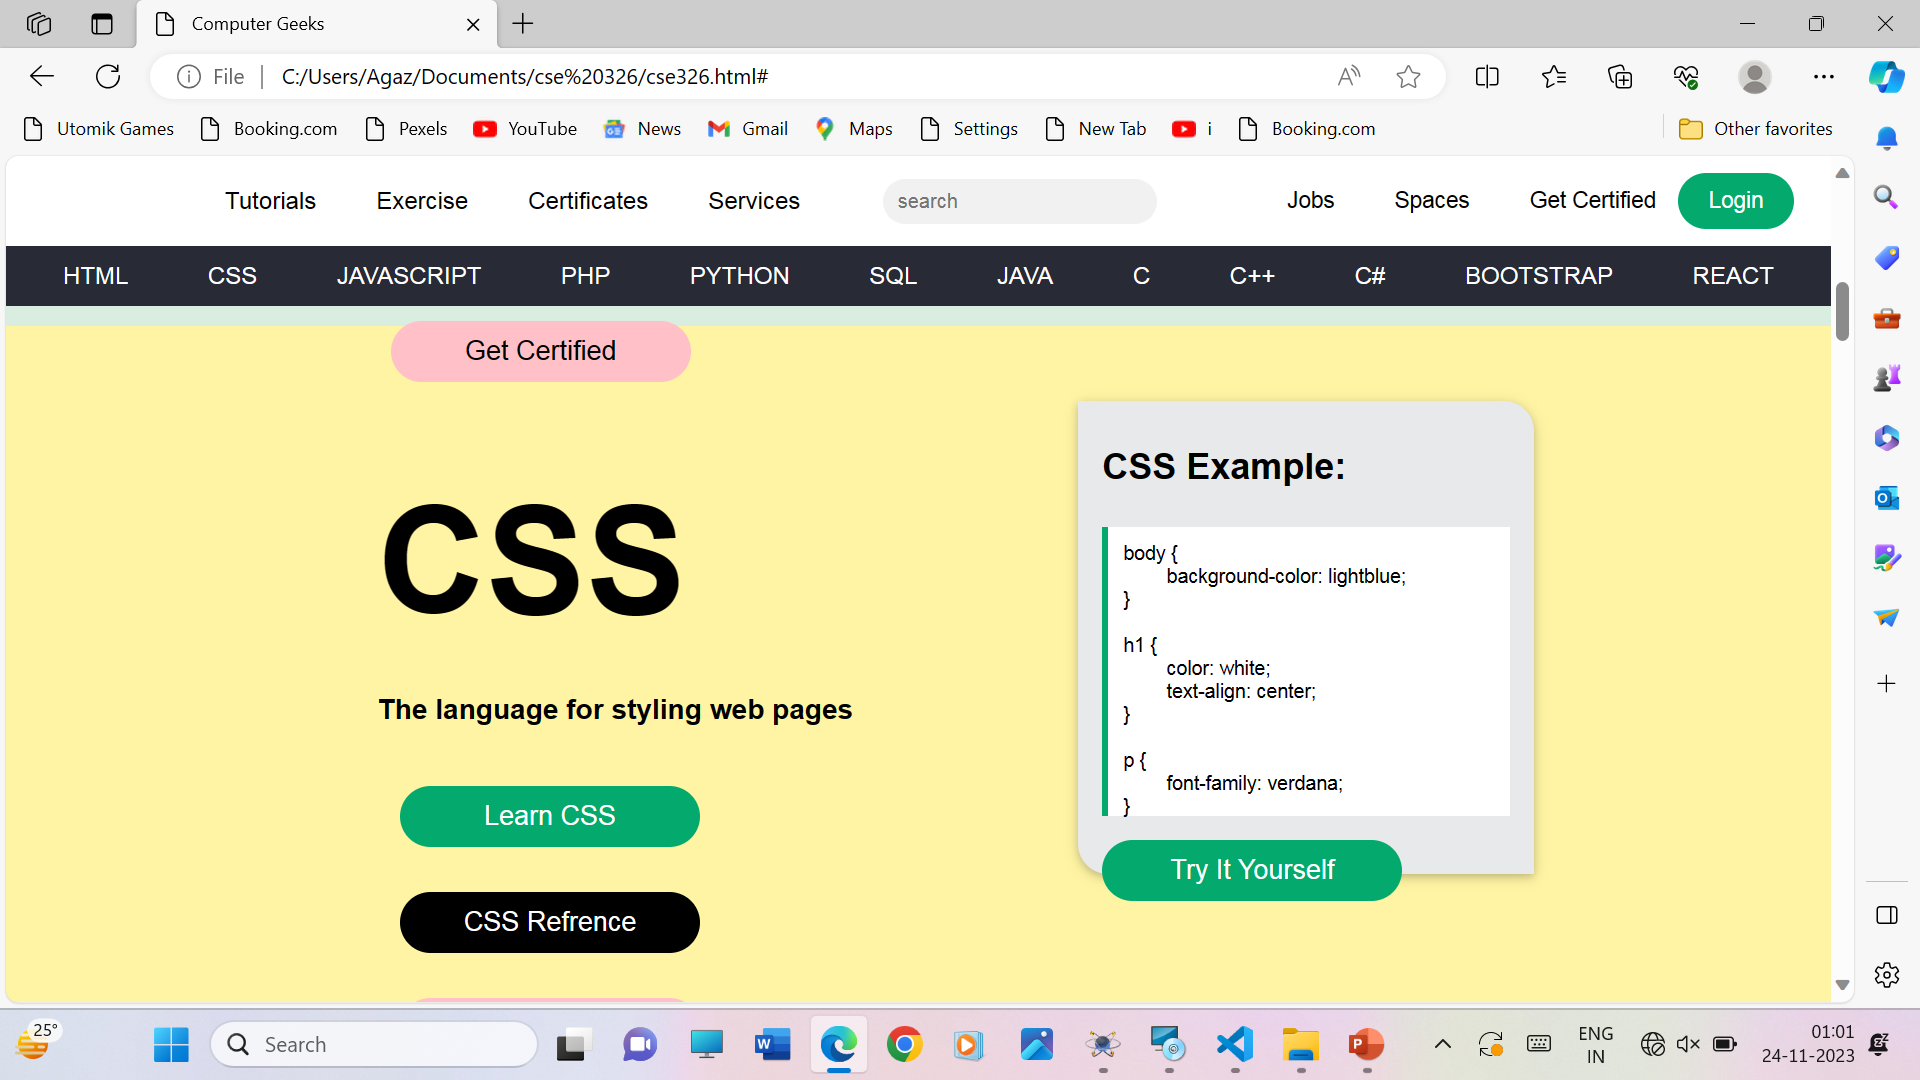 Computer Geeks
File
C:/Users/Agaz/Documents/cse%20326/cse326.html#
Utomik Games
Booking.com
Pexels
YouTube
News
Gmail
Maps
Settings
New Tab
i
Booking.com
Other favorites
Tutorials
Exercise
Certificates
Services
search
Jobs
Spaces
Get Certified
Login
HTML
CSS
JAVASCRIPT
PHP
PYTHON
SQL
JAVA
C
C++
C#
BOOTSTRAP
REACT
Get Certified
CSS
The language for styling web pages
Learn CSS
CSS Refrence
CSS Example:
body {
background-color: lightblue;
}
h1 {
color: white;
text-align: center;
}
p {
font-family: verdana;
}
Try It Yourself
25°
Search
ENG
IN
01:01
24-11-2023